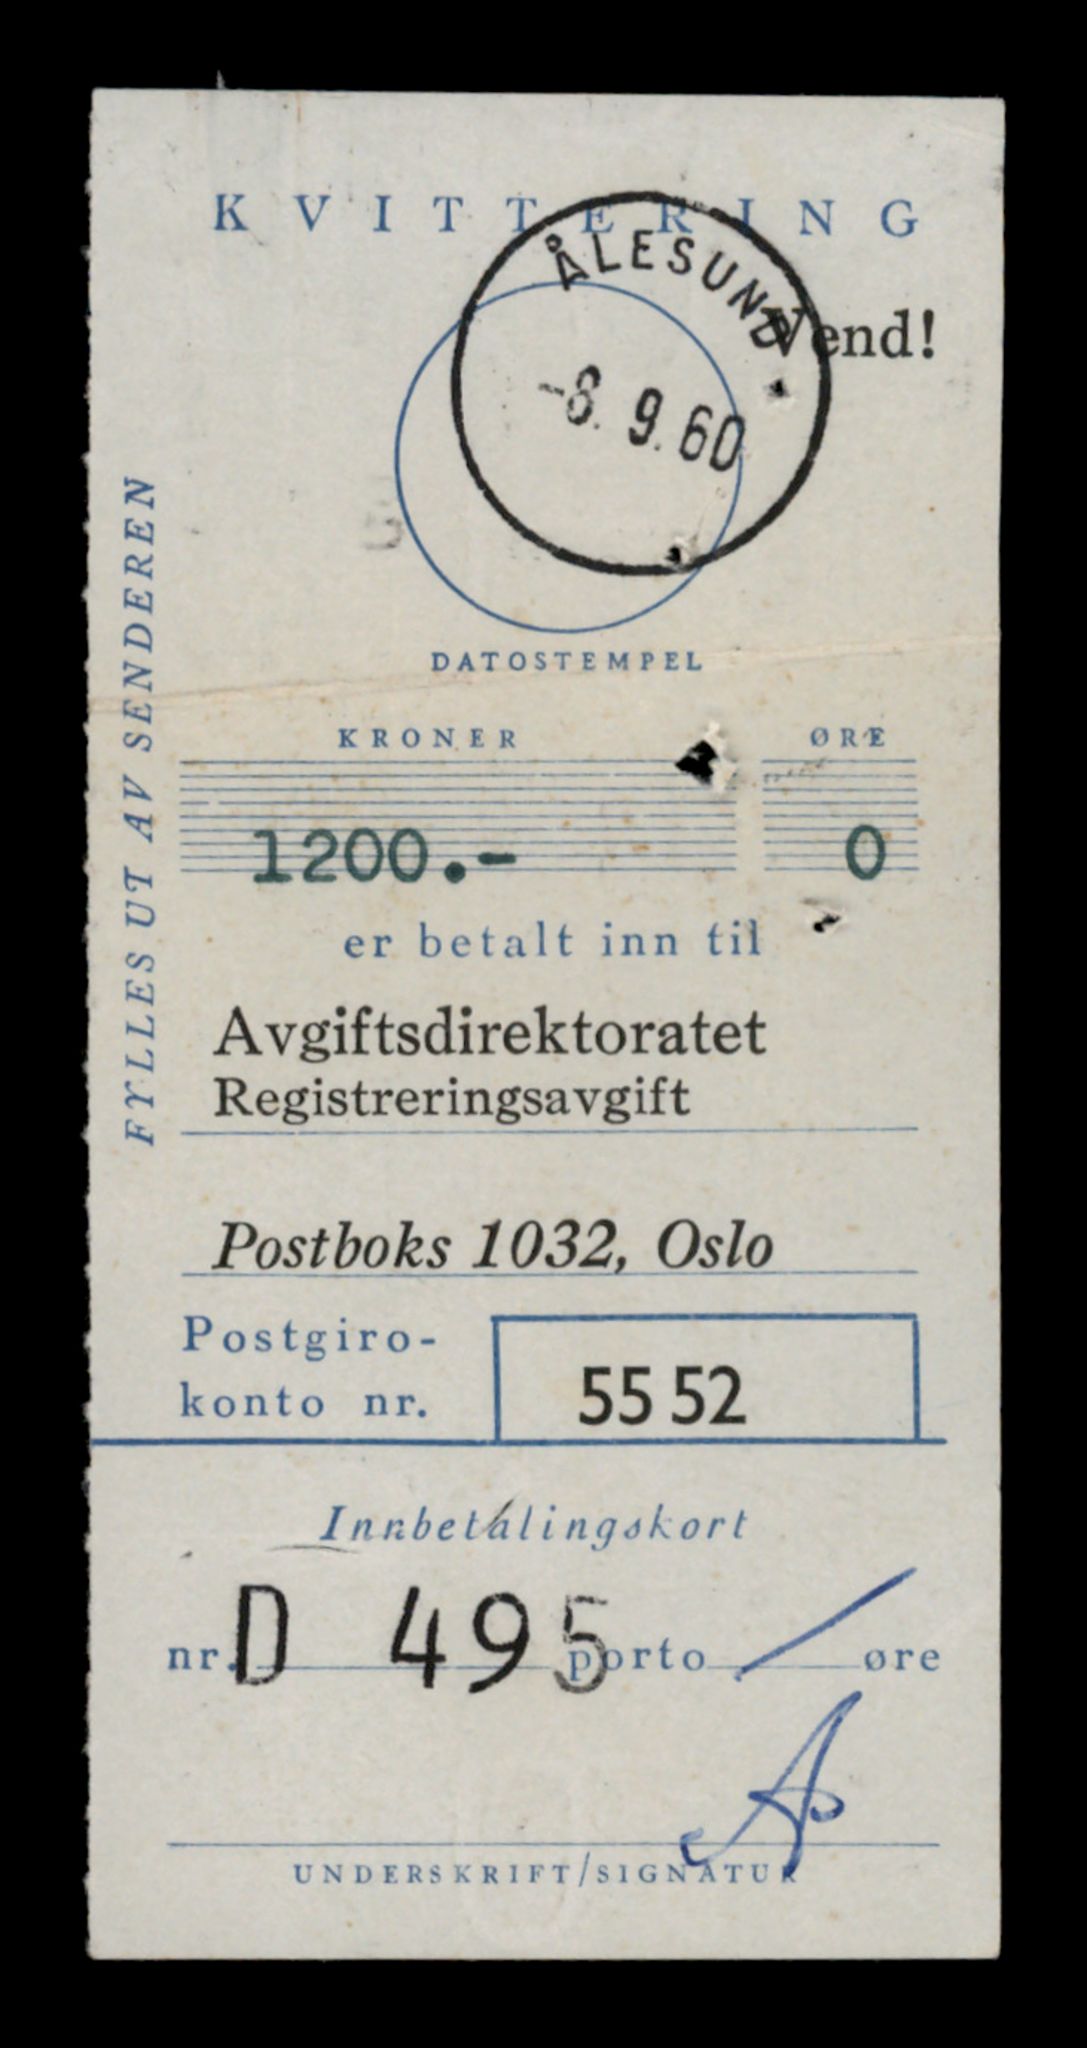 KVITTERING
ÅLESUND
-8. 9. 60
Vend!
DATOSTEMPEL
FYLLES UT AV SENDEREN
KRONER ØRE
1200.- 0
er betalt inn til
Avgiftsdirektoratet
Registreringsavgift
Postboks 1032, Oslo
Postgiro-
konto nr. 55 52
Innbetalingskort
nr. D 495 porto / øre
UNDERSKRIFT/SIGNATUR